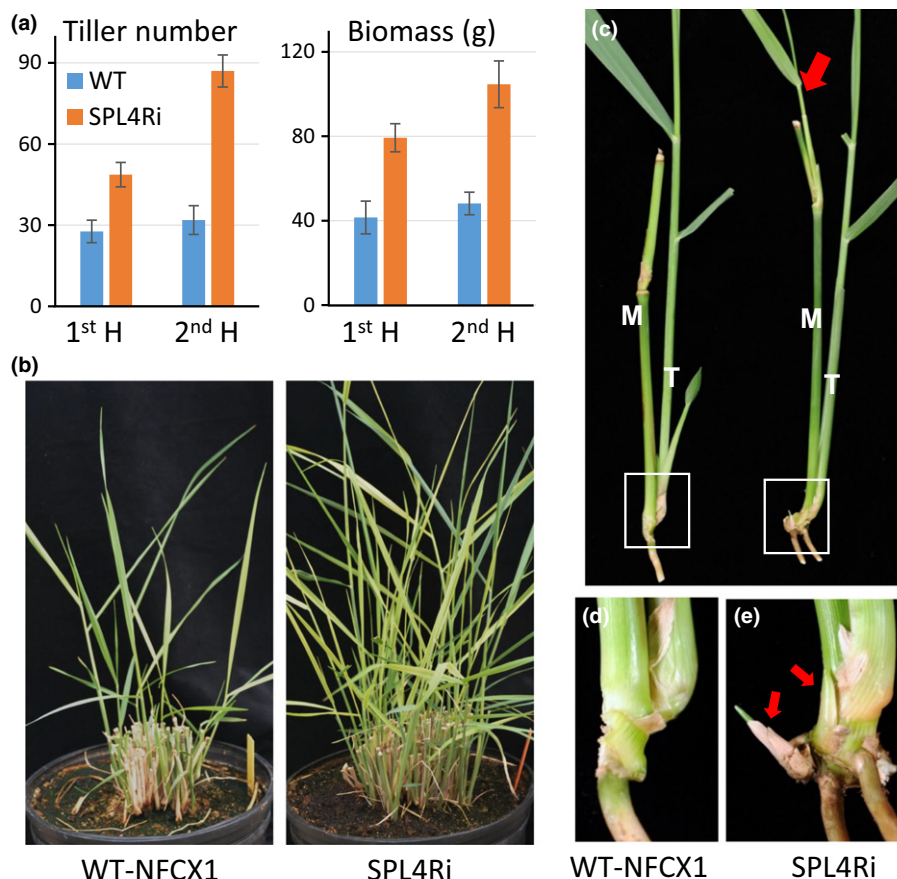 (a)
Tiller number
90
60
30
0
WT
SPL4Ri
1st H
2nd H
Biomass (g)
120
80
40
0
1st H
2nd H
(b)
WT-NFCX1
SPL4Ri
(c)
M
T
M
T
(d)
(e)
WT-NFCX1
SPL4Ri